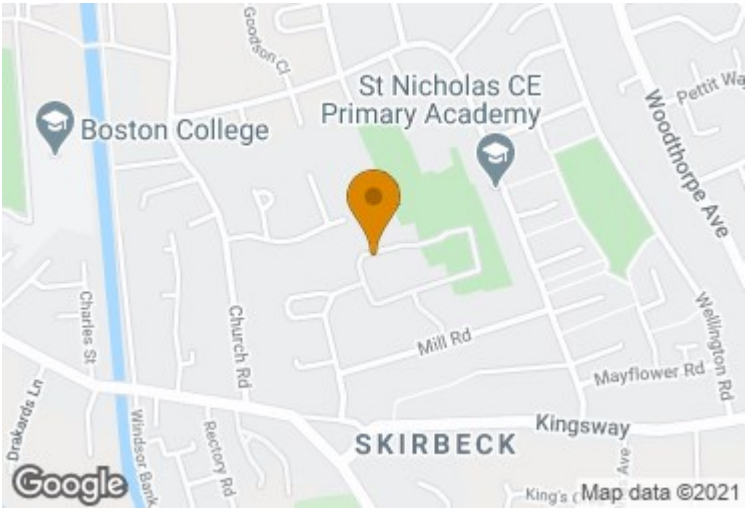 Goodson Cl
St Nicholas CE
Primary Academy
Pettit Way
Boston College
Woodthorpe Ave
Charles St
Church Rd
Wellington Rd
Mill Rd
Mayflower Rd
Drakards Ln
Windsor Bank
Rectory Rd
SKIRBECK
Kingsway
Google
King's
Ave
Map data ©2021